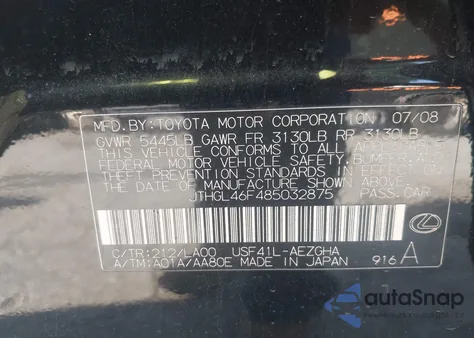 MFD.BY: TOYOTA MOTOR CORPORATION 07/08
GVWR 5445LB GAWR FR 3130LB RR 3130LB
THIS VEHICLE CONFORMS TO ALL APPLICABLE
FEDERAL MOTOR VEHICLE SAFETY, BUMPER, AND
THEFT PREVENTION STANDARDS IN EFFECT ON
THE DATE OF MANUFACTURE SHOWN ABOVE.
JTHGL46F485032875 PASS.CAR
C/TR:212/LA00 USF41L-AEZGHA
A/TM:A01A/AA80E MADE IN JAPAN 916 A
autoSnap